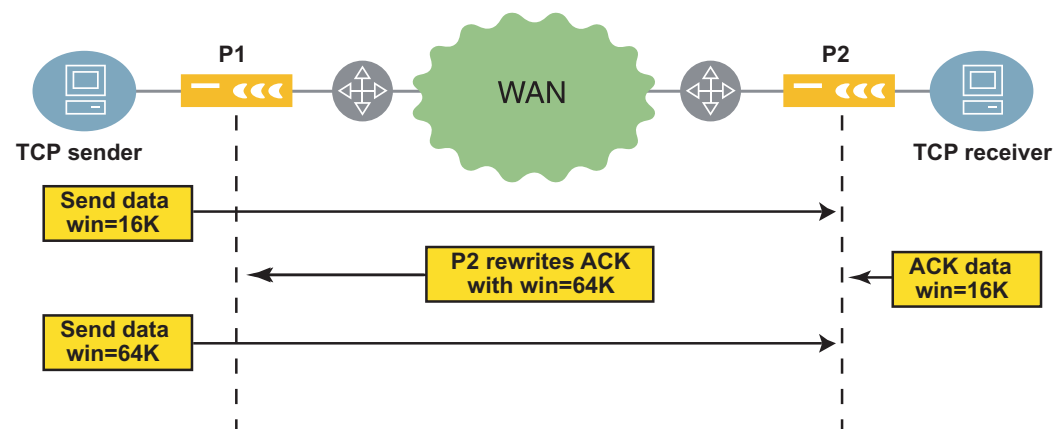 P1
P2
WAN
TCP sender
TCP receiver
Send data
win=16K
P2 rewrites ACK
with win=64K
ACK data
win=16K
Send data
win=64K